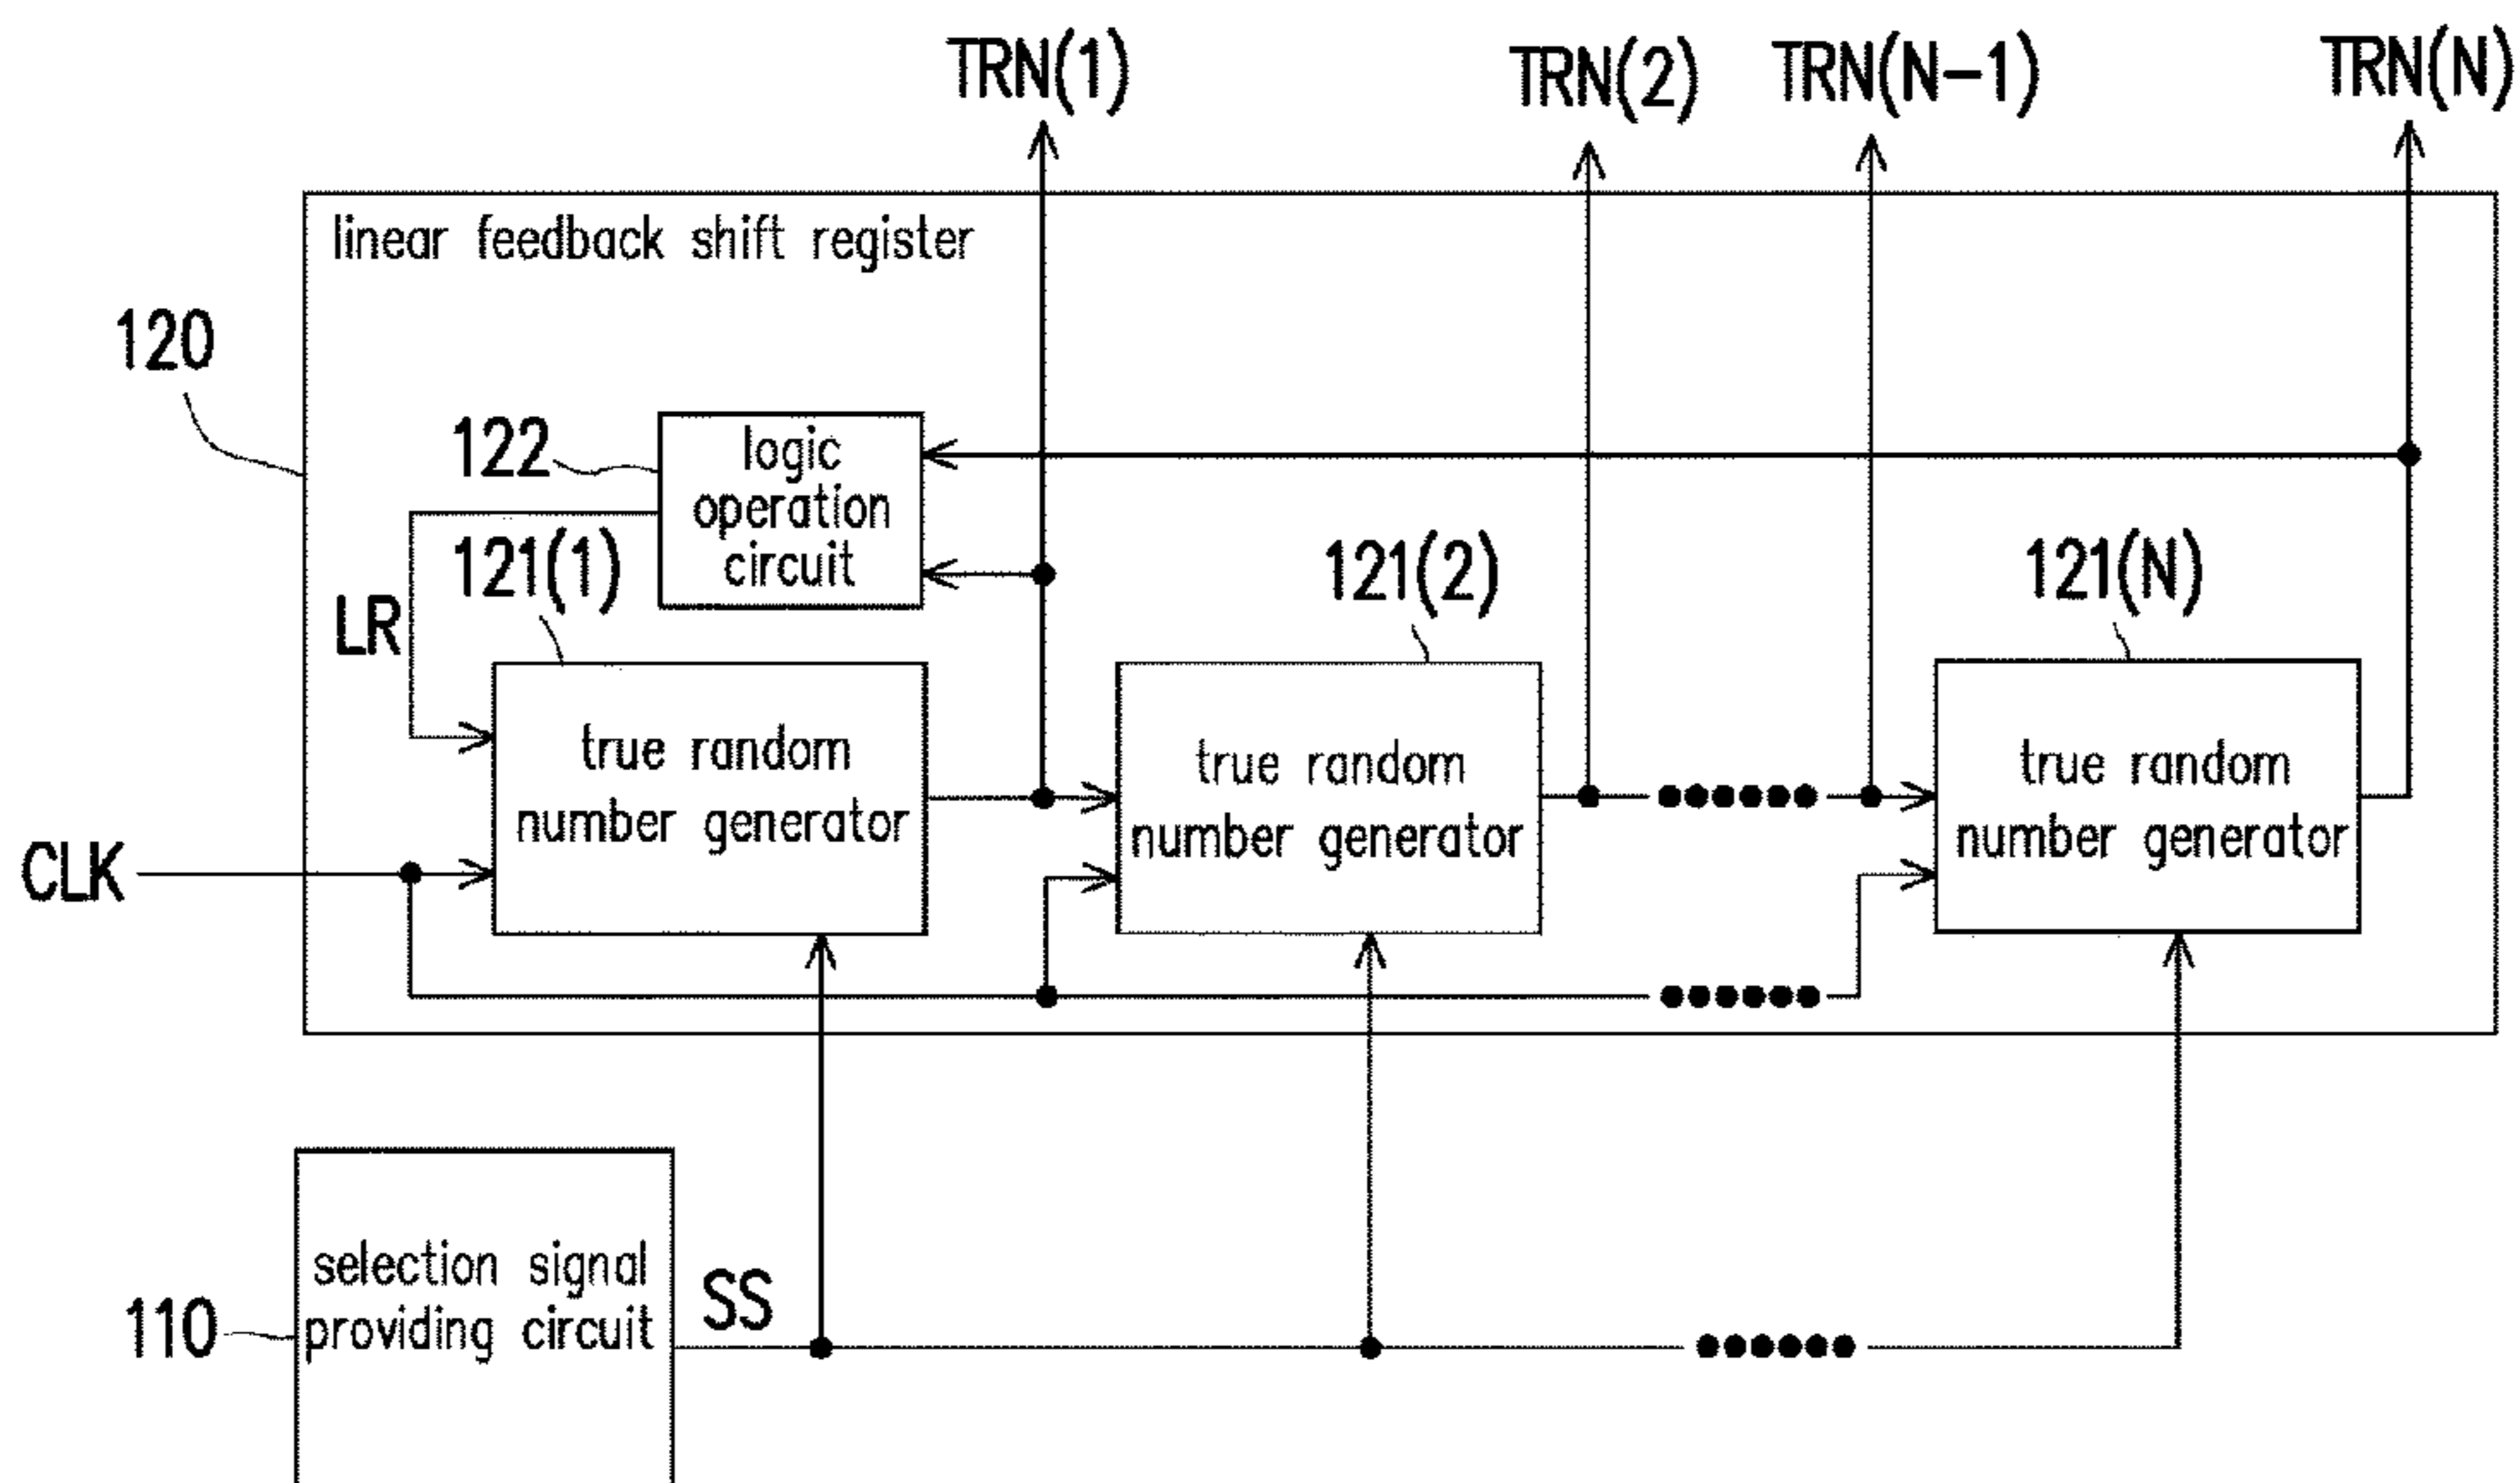 TRN(1)
TRN(2)
TRN(N-1)
TRN(N)
linear feedback shift register
120
122
logic
operation
circuit
121(1)
121(2)
121(N)
LR
true random
number generator
true random
number generator
true random
number generator
CLK
selection signal
providing circuit
110
SS